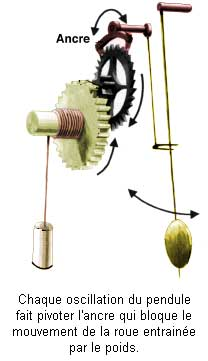 Ancre
Chaque oscillation du pendule
fait pivoter l'ancre qui bloque le
mouvement de la roue entrainée
par le poids.